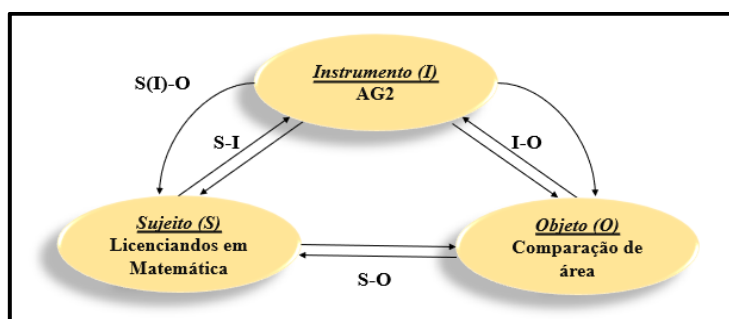 Instrumento (I)
AG2
S(I)-O
S-I
I-O
Sujeito (S)
Licenciandos em
Matemática
Objeto (O)
Comparação de
área
S-O